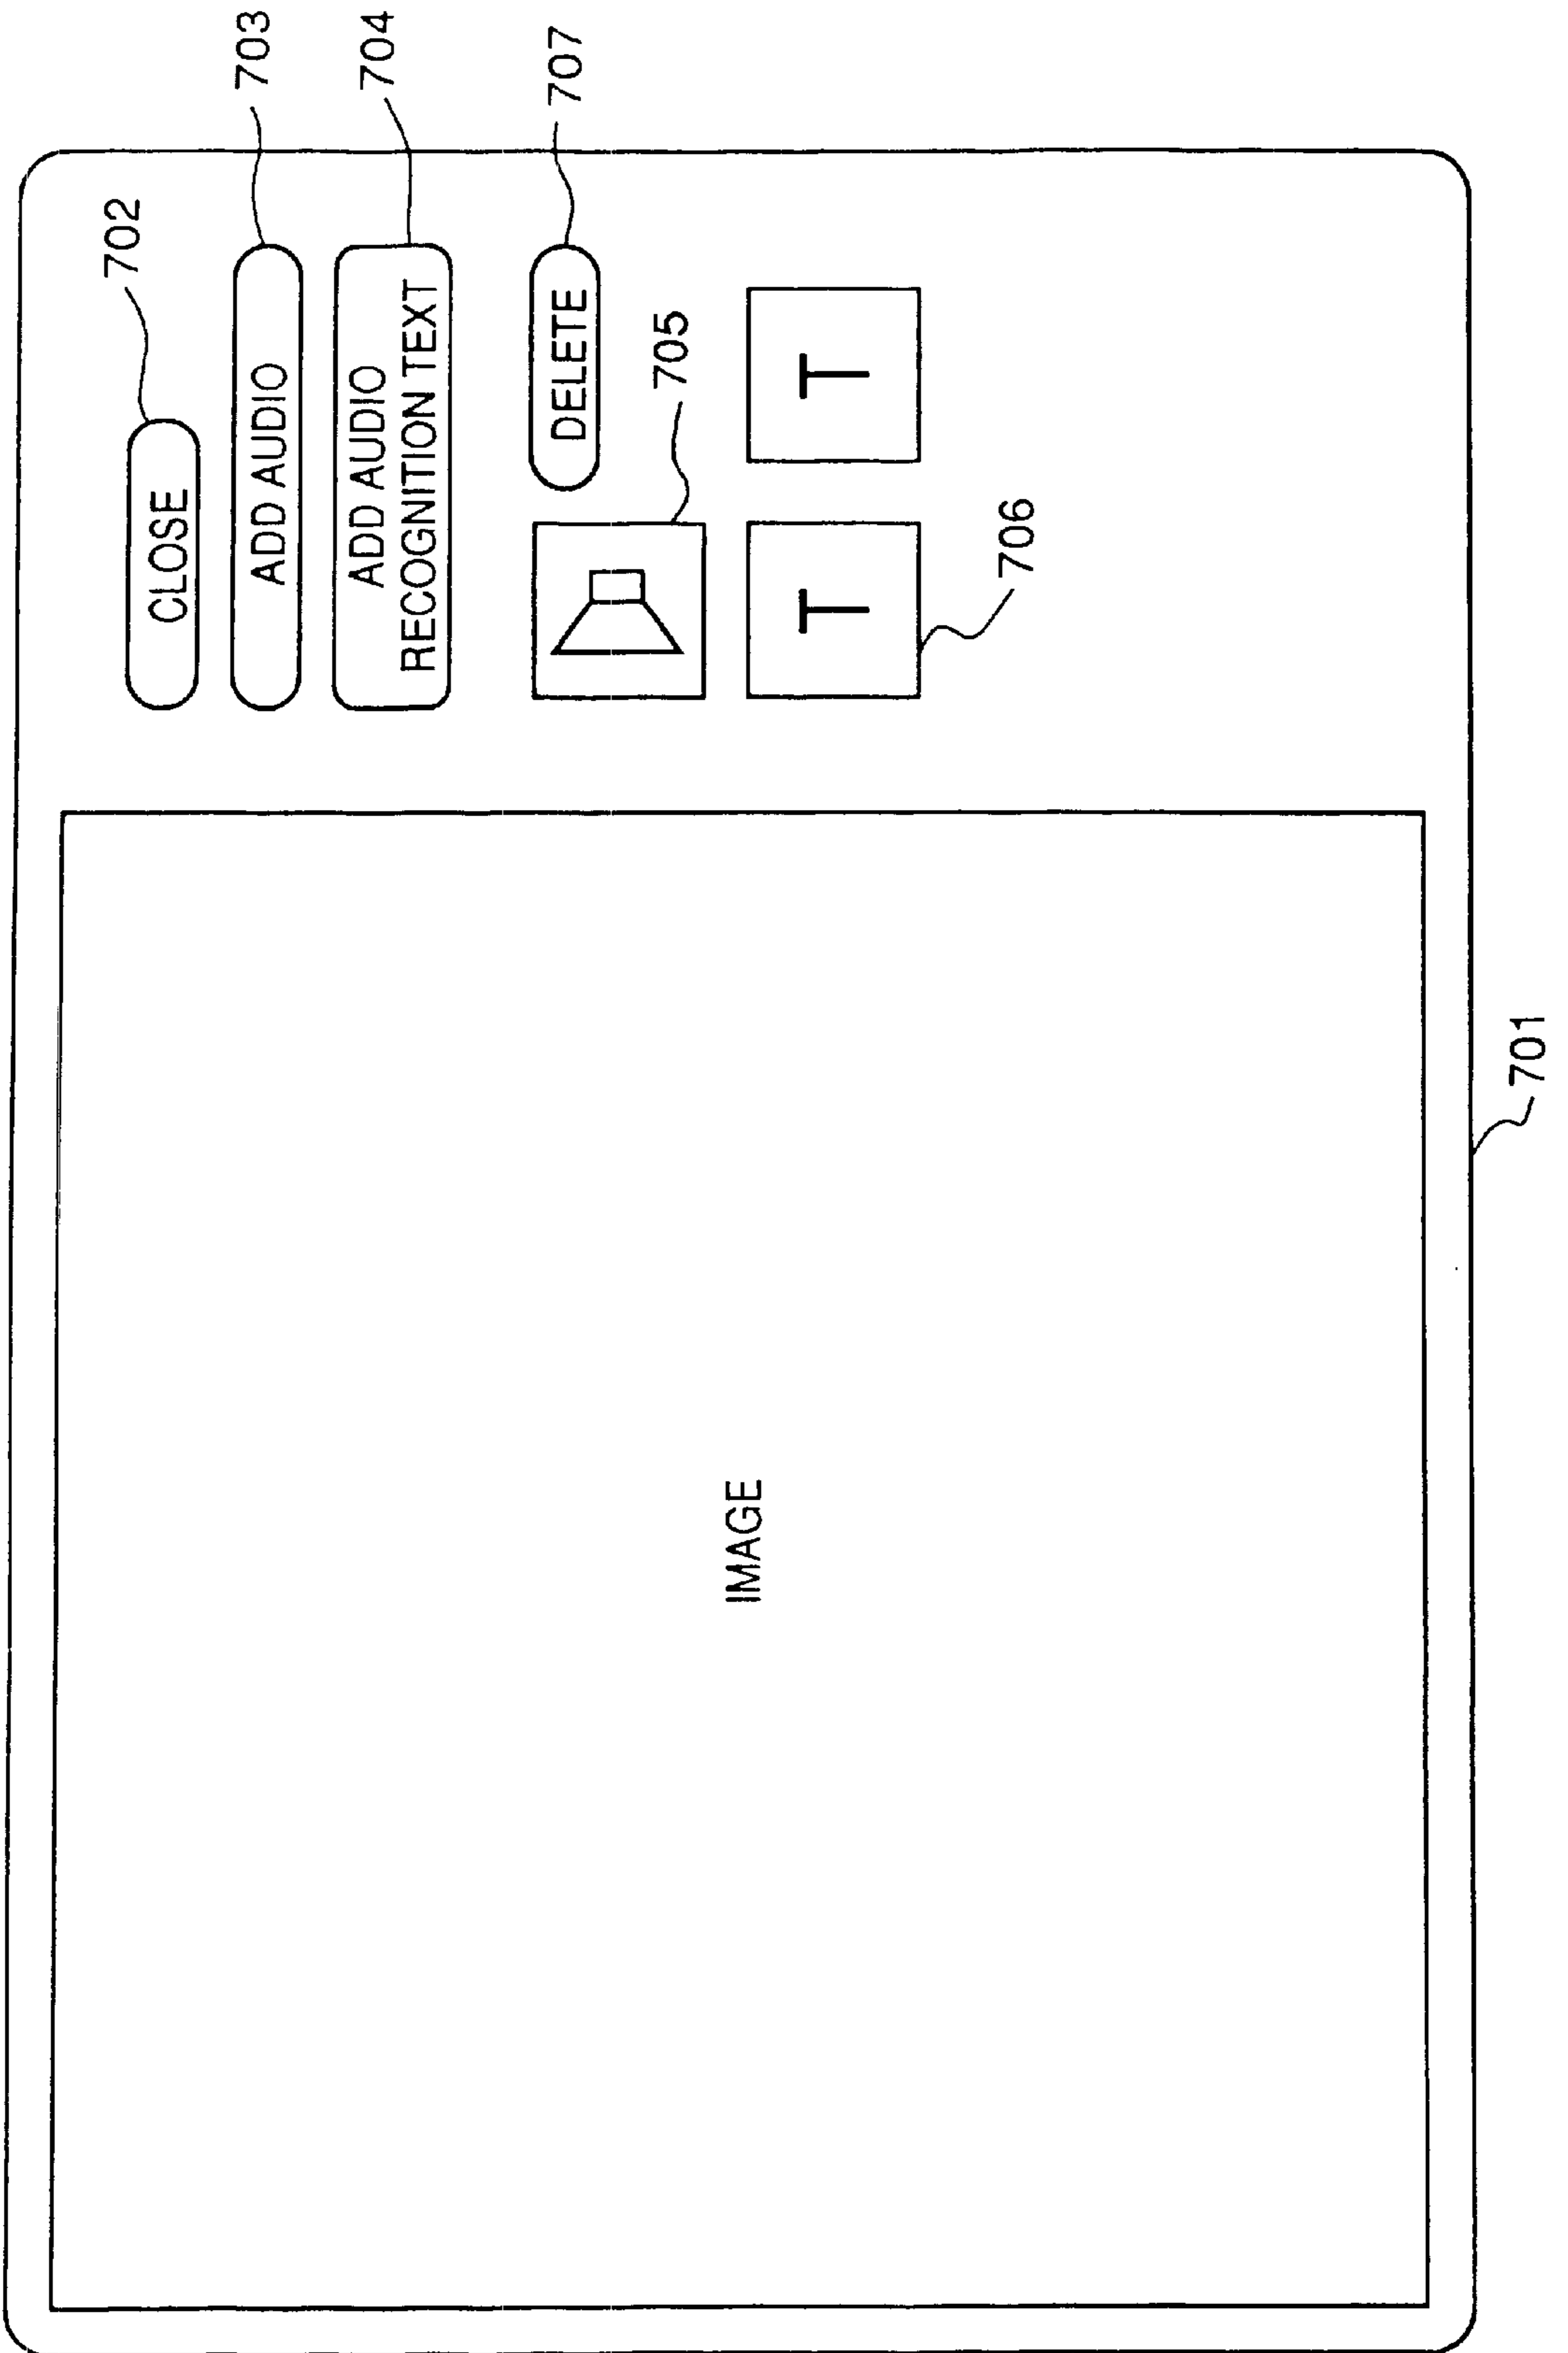 702
CLOSE
703
ADD AUDIO
704
ADD AUDIO
RECOGNITION TEXT
707
DELETE
705
T
T
706
IMAGE
701